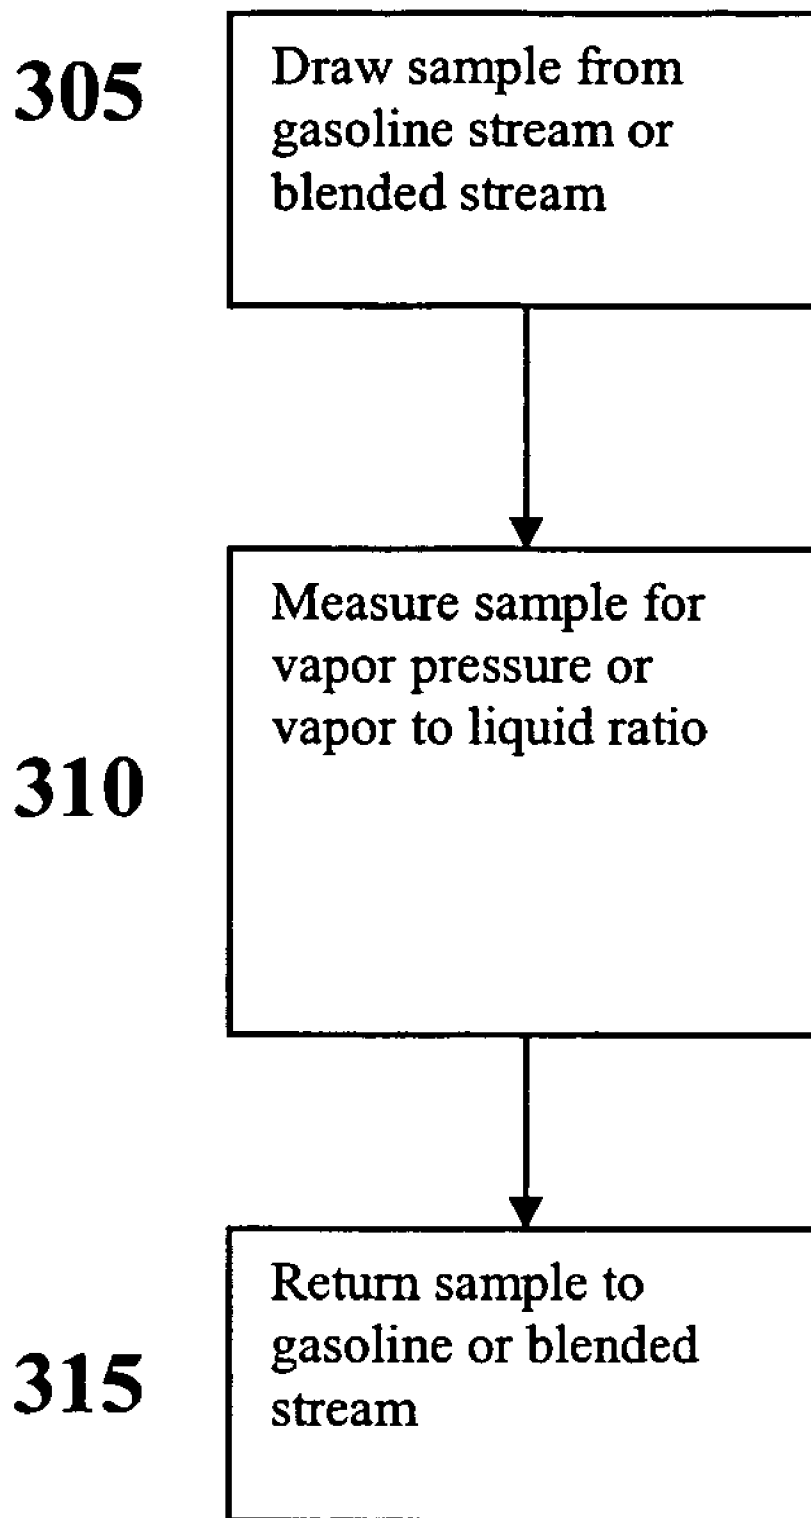 305
Draw sample from
gasoline stream or
blended stream
310
Measure sample for
vapor pressure or
vapor to liquid ratio
315
Return sample to
gasoline or blended
stream